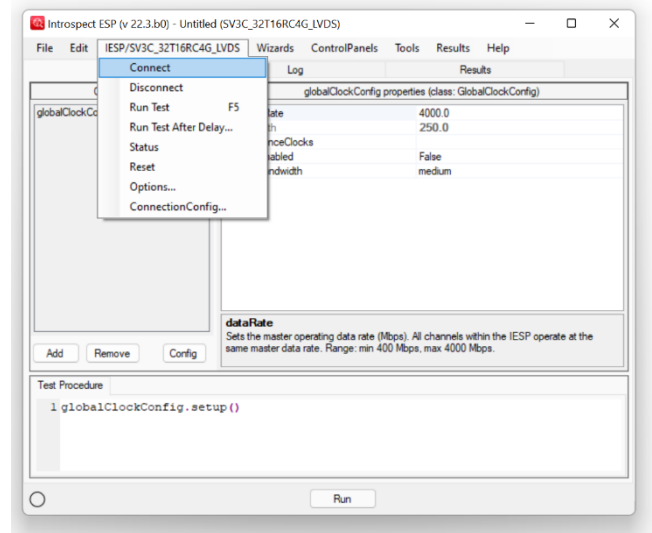 Introspect ESP (v 22.3.b0) - Untitled (SV3C_32T16RC4G_LVDS)
File Edit IESP/SV3C_32T16RC4G_LVDS Wizards ControlPanels Tools Results Help
Connect
Disconnect
Run Test F5
Run Test After Delay...
Status
Reset
Options...
ConnectionConfig...
Log Results
globalClockConfig properties (class: GlobalClockConfig)
globalClockCo
ate 4000.0
th 250.0
nceClocks
abled False
ndwidth medium
dataRate
Sets the master operating data rate (Mbps). All channels within the IESP operate at the
same master data rate. Range: min 400 Mbps, max 4000 Mbps.
Add Remove Config
Test Procedure
1 globalClockConfig.setup()
Run